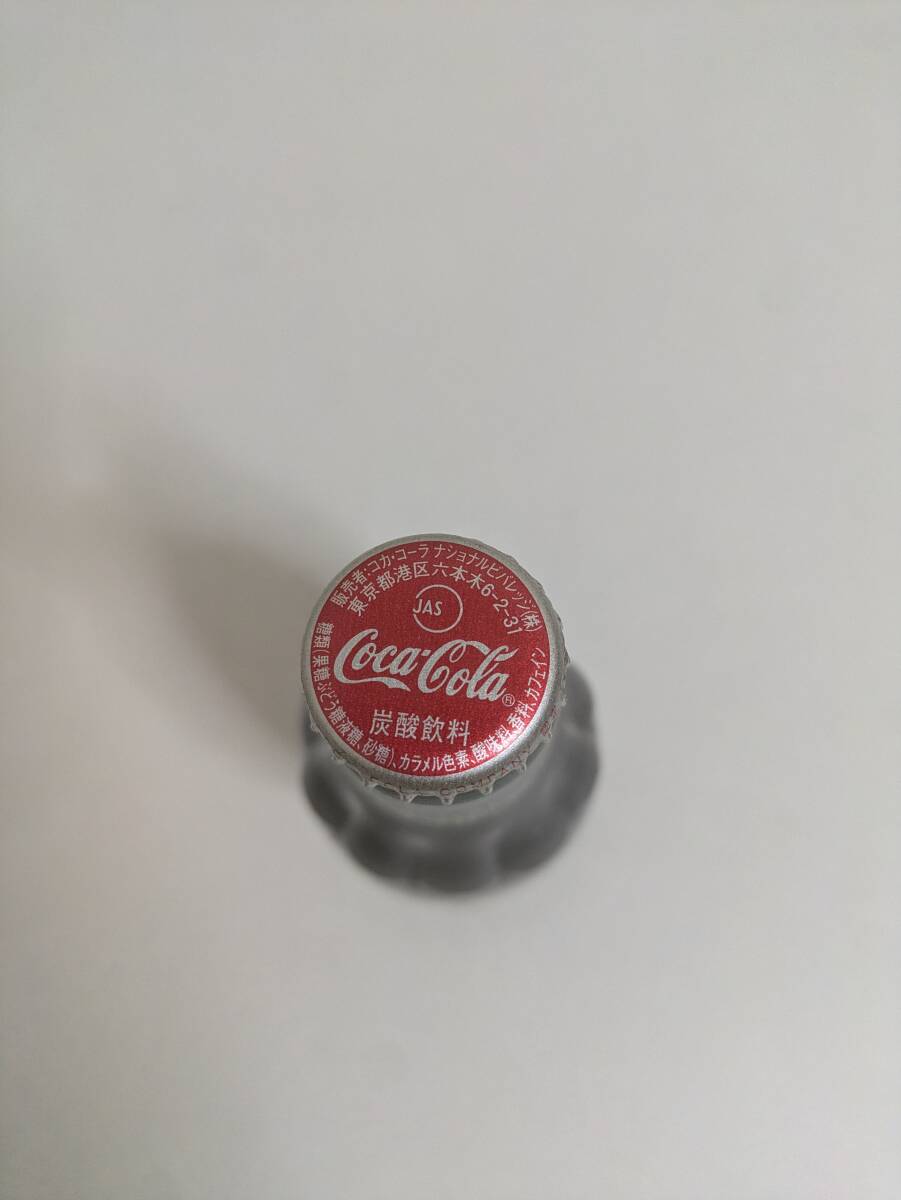 販売者:コカ・コーラ ナショナルビバレッジ(株)
東京都港区六本木6-2-31
JAS
Coca-Cola®
炭酸飲料
糖類(果糖ぶどう糖液糖、砂糖)、カラメル色素、酸味料、香料、カフェイン